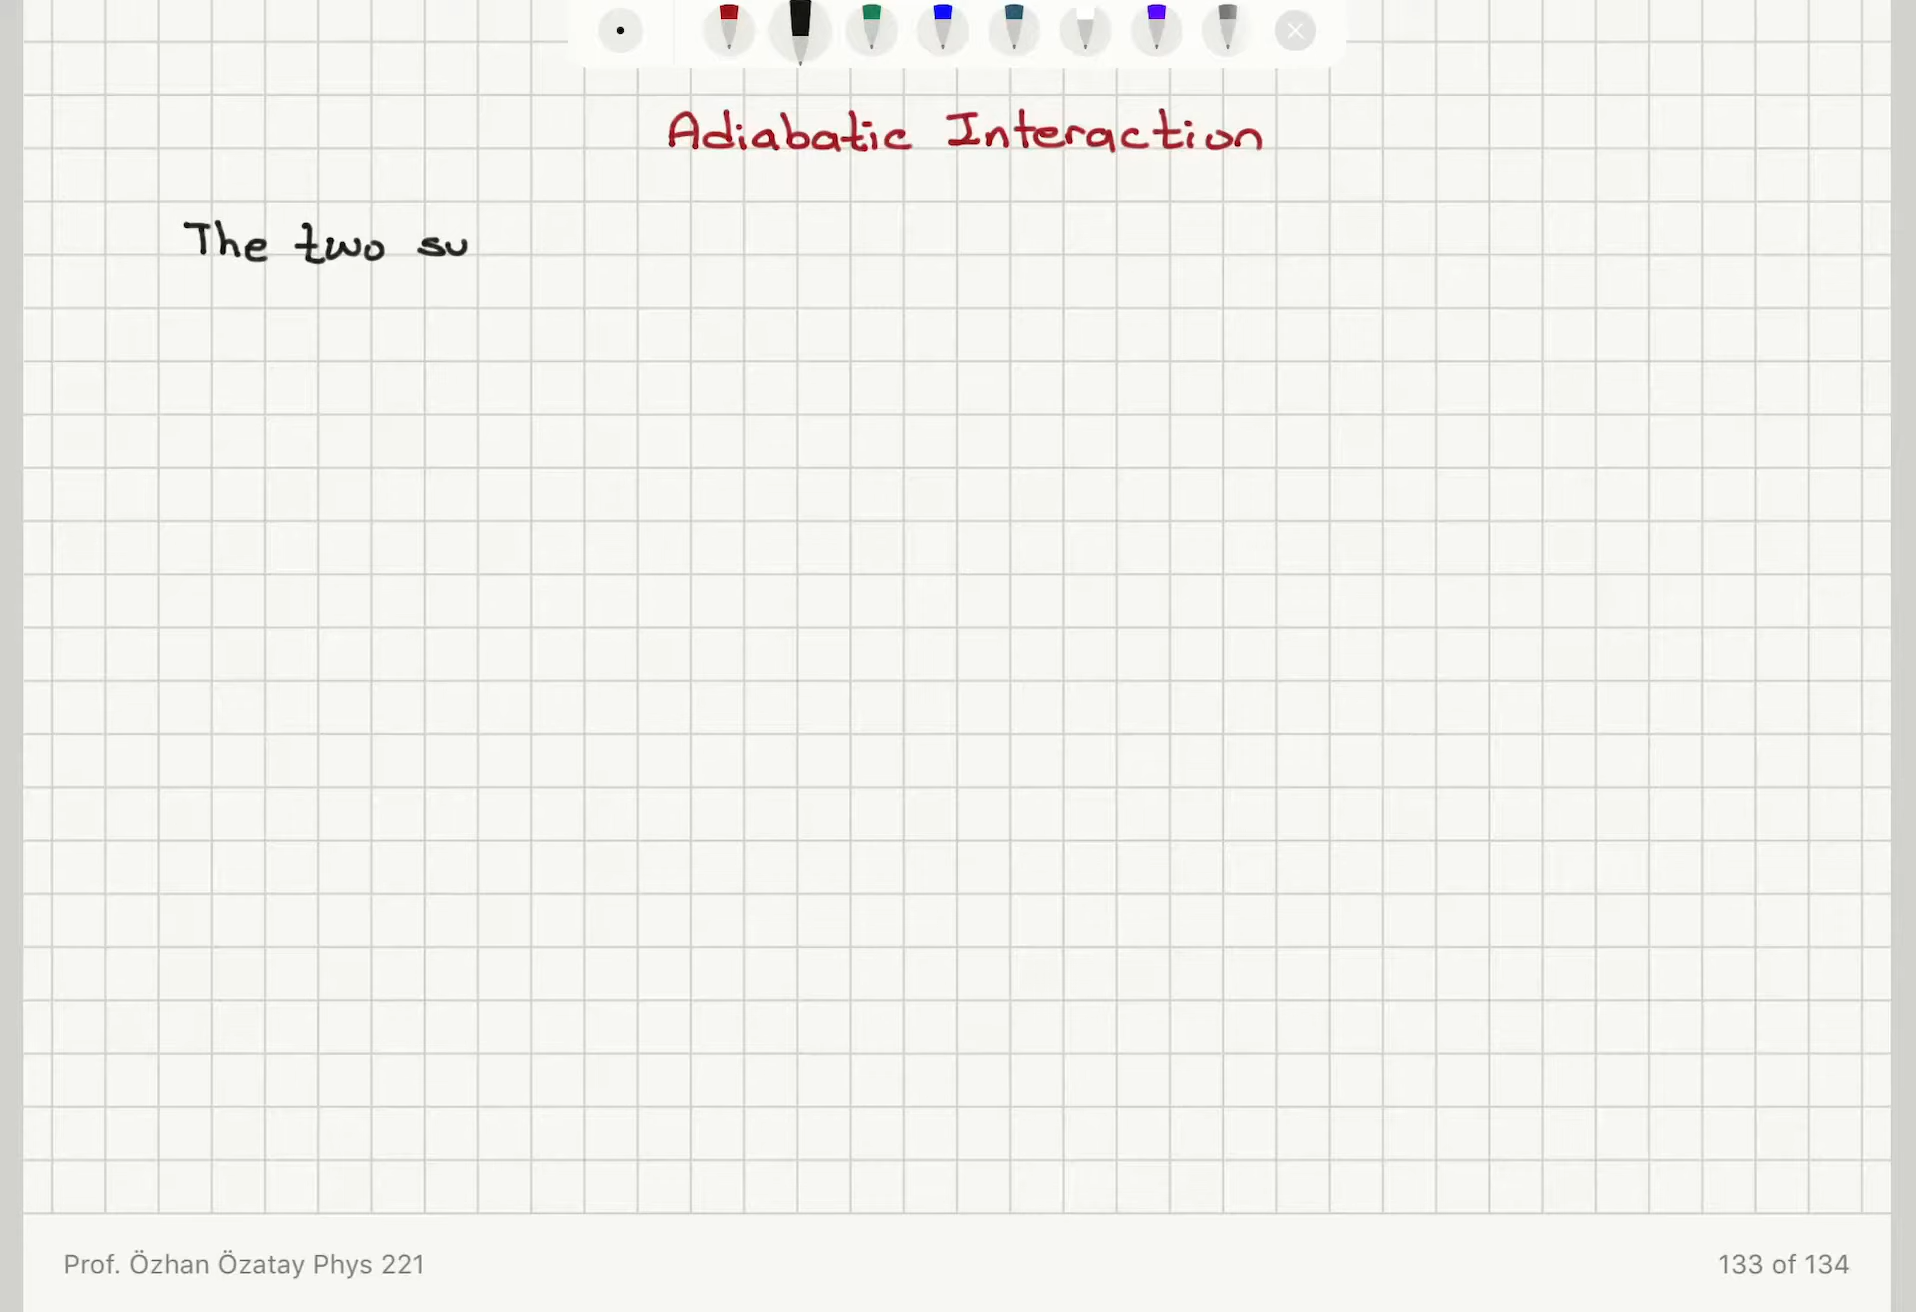 Adiabatic Interaction
The two su
Prof. Özhan Özatay Phys 221
133 of 134